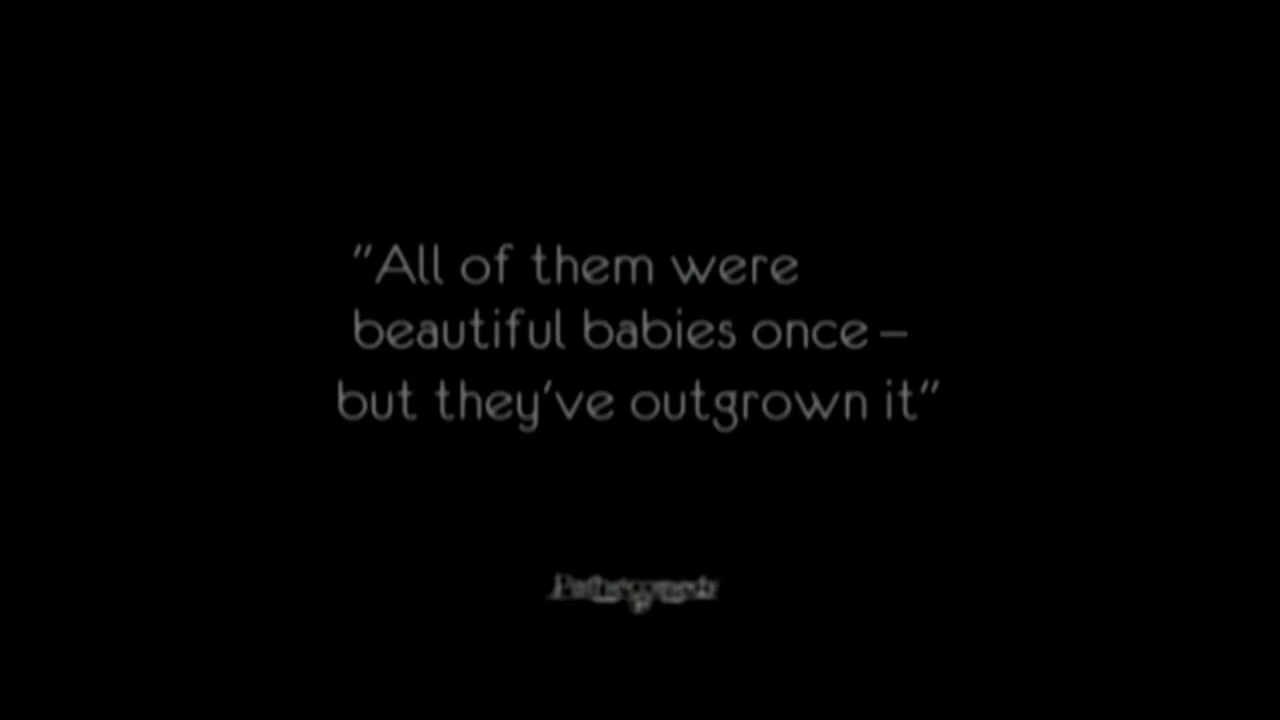 "All of them were
beautiful babies once –
but they've outgrown it"